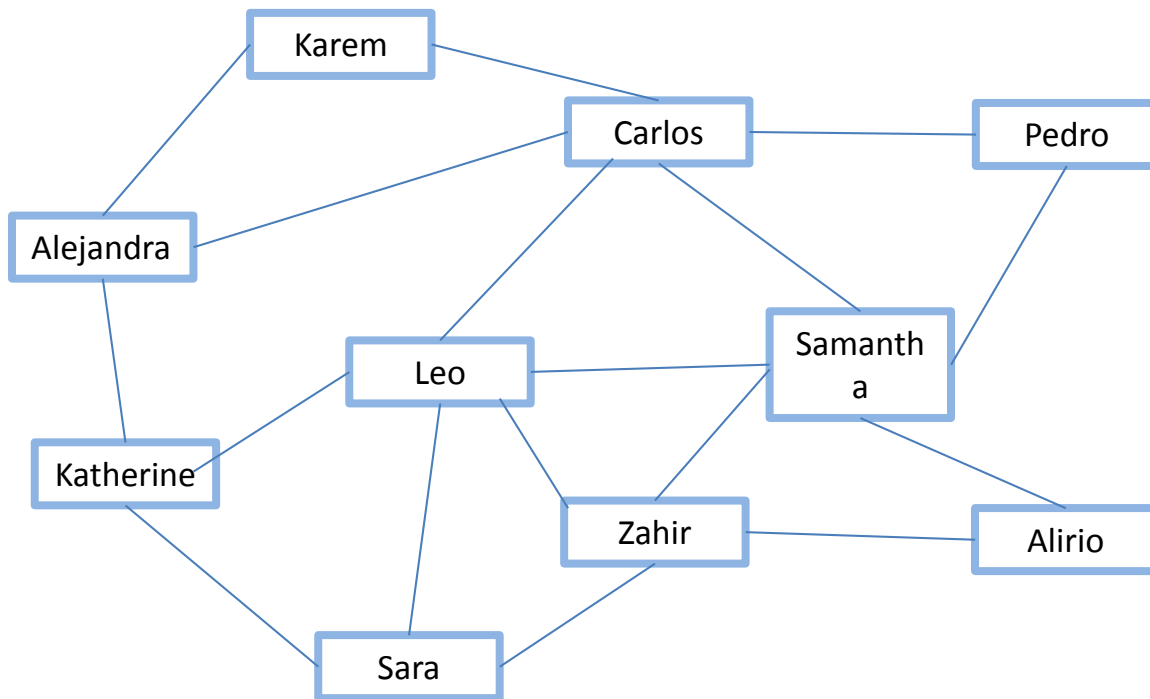 Karem
Carlos
Pedro
Alejandra
Samanth
a
Leo
Katherine
Zahir
Alirio
Sara